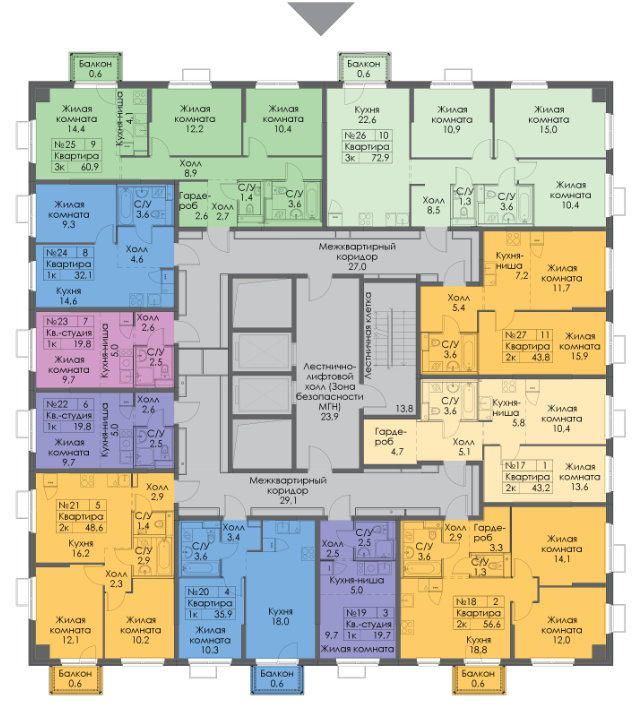 Балкон
0,6
Жилая
комната
14,4
Кухня-ниша
4,1
Жилая
комната
12,2
Жилая
комната
10,4
№25 9
Квартира
3к 60,9
Холл
8,9
Гарде-
роб
2,6
Холл
2,7
С/У
1,4
С/У
3,6
Балкон
0,6
Кухня
22,6
№26 10
Квартира
3к 72,9
Жилая
комната
10,9
Жилая
комната
15,0
Жилая
комната
10,4
Холл
8,5
С/У
1,3
С/У
3,6
Жилая
комната
9,3
С/У
3,6
№24 8
Квартира
1к 32,1
Холл
4,6
Кухня
14,6
Межквартирный
коридор
27,0
Кухня-
ниша
7,2
Жилая
комната
11,7
Холл
5,4
С/У
3,6
№27 11
Квартира
2к 43,8
Жилая
комната
15,9
№23 7
Кв.-студия
1к 19,8
Жилая
комната
9,7
Кухня-ниша
5,0
Холл
2,6
С/У
2,5
Лестничная клетка
13,8
Лестнично-
лифтовой
холл (Зона
безопасности
МГН)
23,9
№22 6
Кв.-студия
1к 19,8
Жилая
комната
9,7
Кухня-ниша
5,0
Холл
2,6
С/У
2,5
С/У
3,6
Кухня-
ниша
5,8
Жилая
комната
10,4
Гарде-
роб
4,7
Холл
5,1
№17 1
Квартира
2к 43,2
Жилая
комната
13,6
Межквартирный
коридор
29,1
Холл
2,9
№21 5
Квартира
2к 48,6
Кухня
16,2
С/У
1,4
С/У
2,9
Холл
2,3
Жилая
комната
12,1
Жилая
комната
10,2
Балкон
0,6
Холл
3,4
С/У
3,6
№20 4
Квартира
1к 35,9
Жилая
комната
10,3
Кухня
18,0
Балкон
0,6
Холл
2,5
С/У
2,5
Кухня-ниша
5,0
№19 3
Кв.-студия
1к 19,7
9,7
Жилая комната
Холл
2,9
С/У
3,6
Гарде-
роб
3,3
С/У
1,3
Жилая
комната
14,1
№18 2
Квартира
2к 56,6
Кухня
18,8
Жилая
комната
12,0
Балкон
0,6